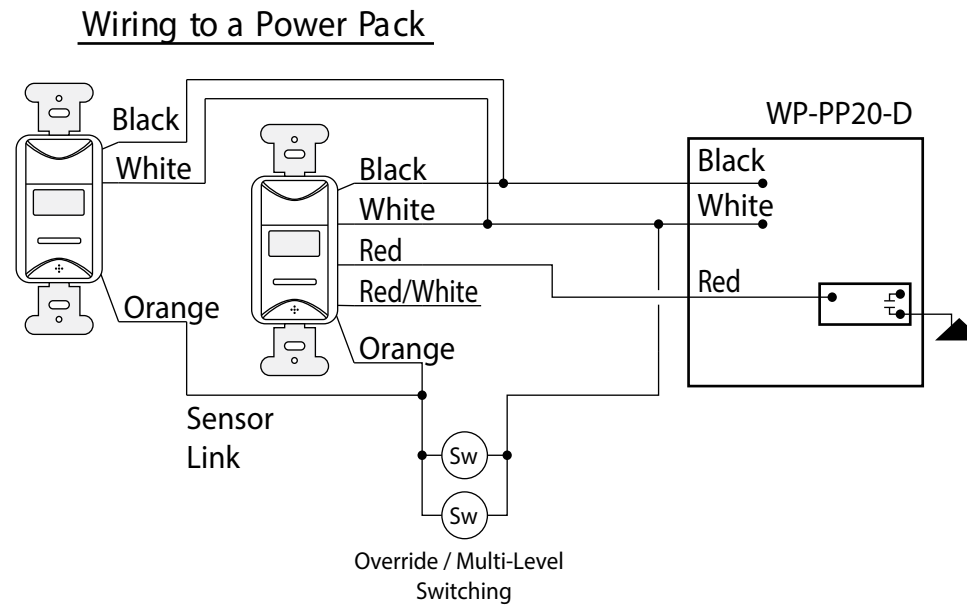 Wiring to a Power Pack
WP-PP20-D
Black
White
Orange
Black
White
Red
Red/White
Orange
Black
White
Red
Sensor
Link
Sw
Sw
Override / Multi-Level
Switching